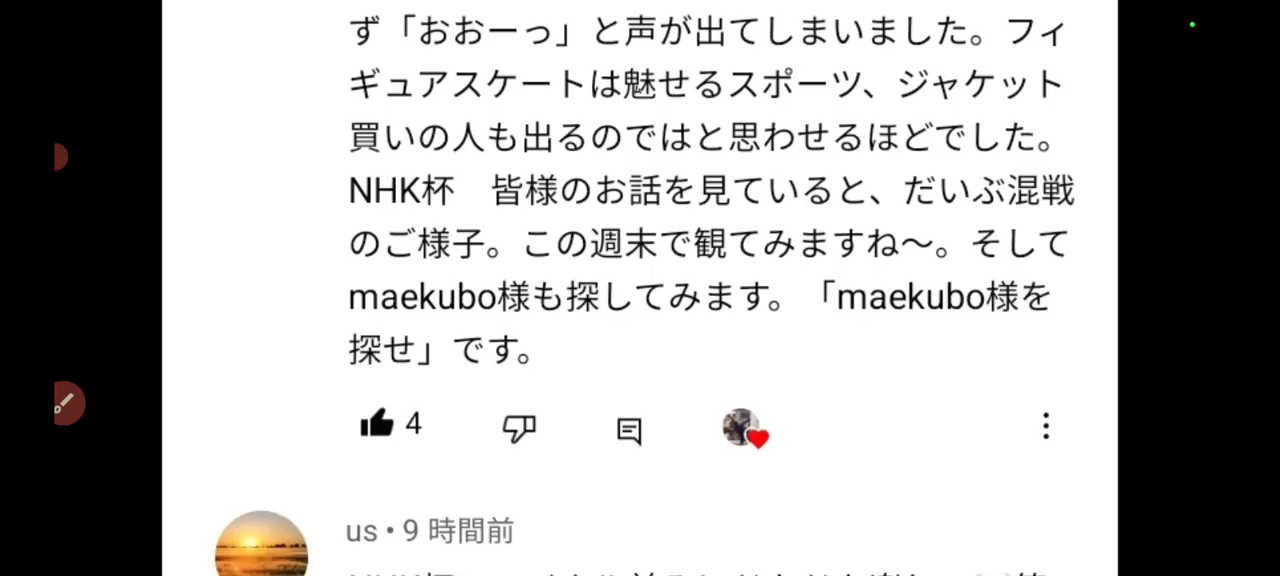 ず「おおーっ」と声が出てしまいました。フィ
ギュアスケートは魅せるスポーツ、ジャケット
買いの人も出るのではと思わせるほどでした。
NHK杯　皆様のお話を見ていると、だいぶ混戦
のご様子。この週末で観てみますね〜。そして
maekubo様も探してみます。「maekubo様を
探せ」です。
4
us • 9 時間前